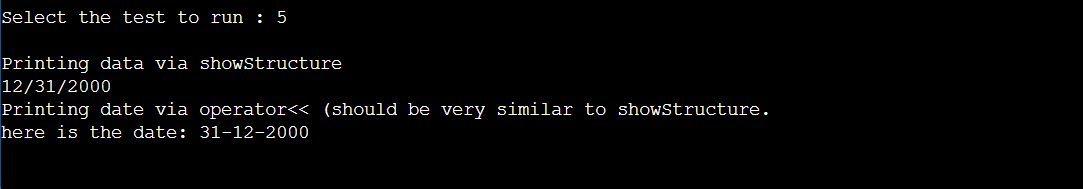 Select the test to run : 5
Printing data via showStructure
12/31/2000
Printing date via operator<< (should be very similar to showStructure.
here is the date: 31-12-2000